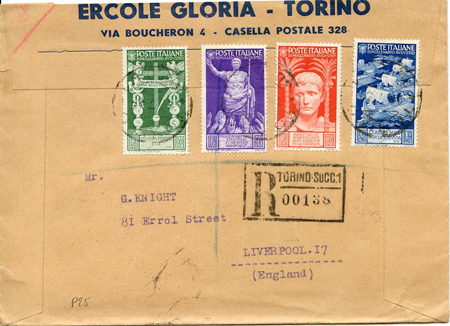 ERCOLE GLORIA - TORINO
VIA BOUCHERON 4 - CASELLA POSTALE 328
POSTE ITALIANE
POSTE ITALIANE
POSTE ITALIANE
POSTE ITALIANE
Mr.
G.KNIGHT
81 Errol Street
LIVERPOOL.17
(England)
R
TORINO-SUCC.1
00138
P25